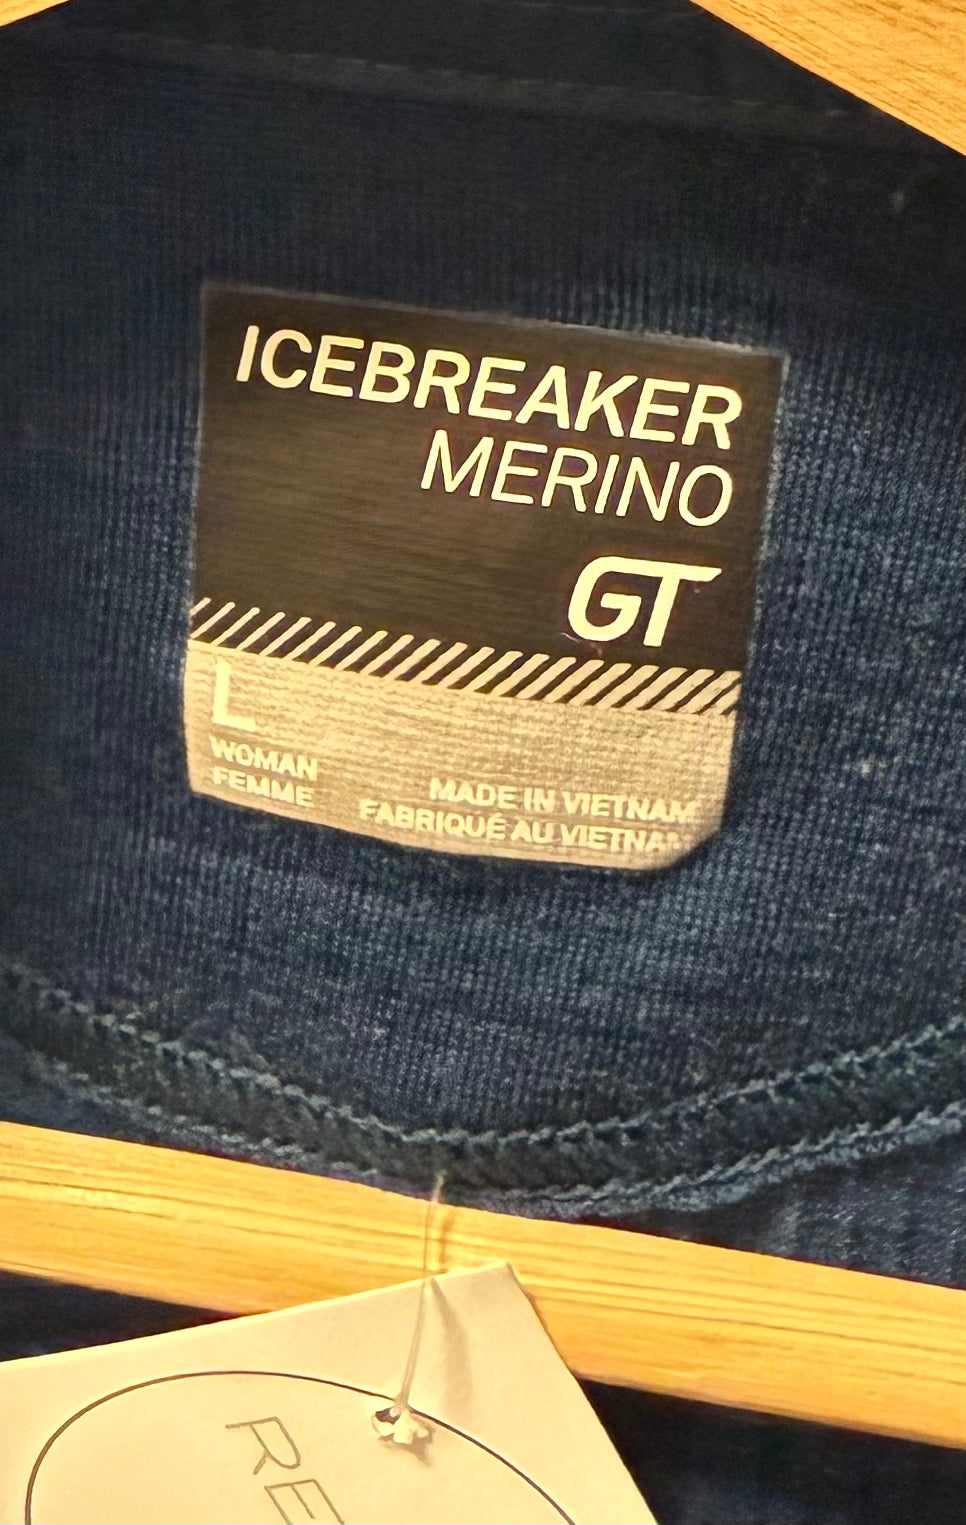 ICEBREAKER
MERINO
GT
L
WOMAN
FEMME
MADE IN VIETNAM
FABRIQUÉ AU VIETNAM